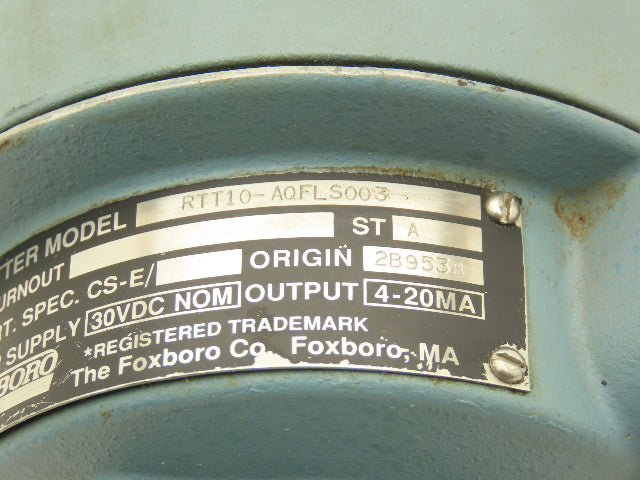 TTER MODEL RTT10-AQFLS003
URNOUT ST A
RT. SPEC. CS-E/ ORIGIN 2B9538
SUPPLY 30VDC NOM OUTPUT 4-20MA
*REGISTERED TRADEMARK
BORO The Foxboro Co. Foxboro, MA